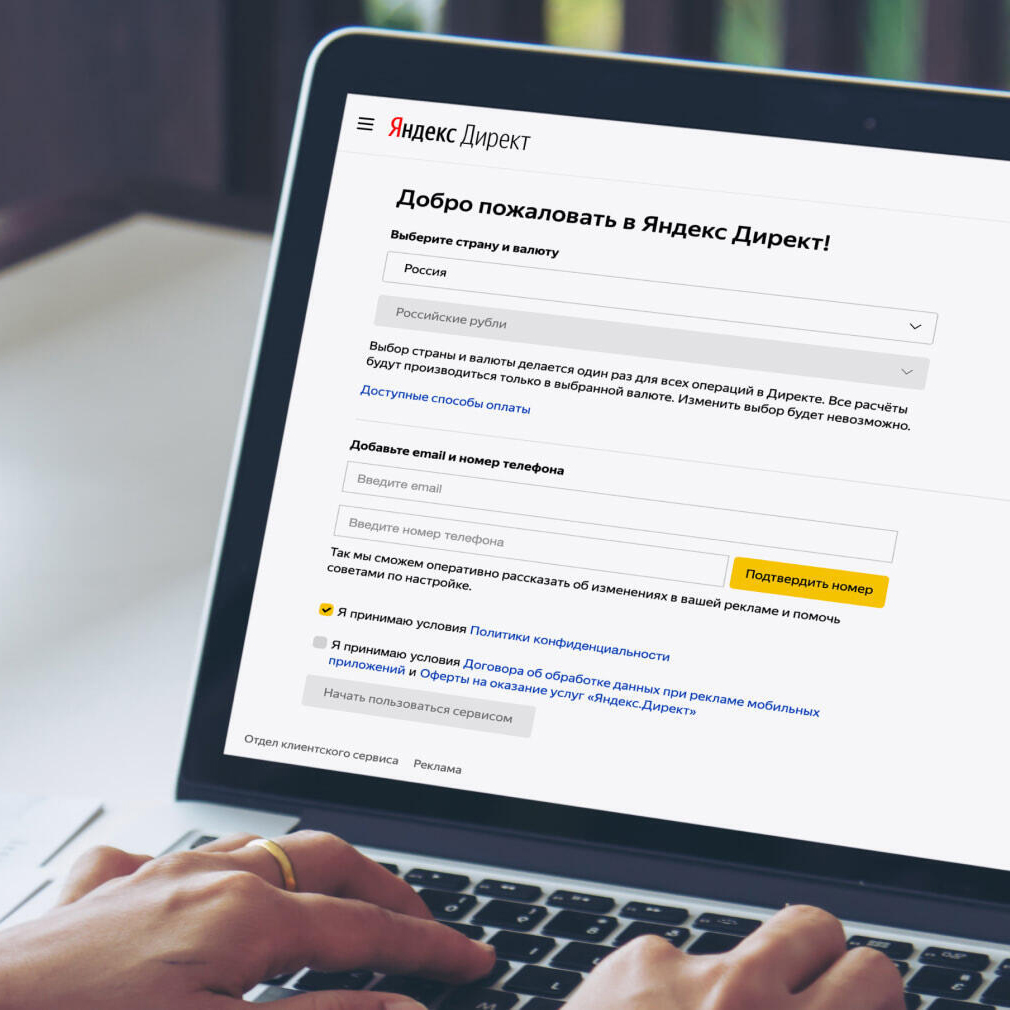 Яндекс Директ
Добро пожаловать в Яндекс Директ!
Выберите страну и валюту
Россия
Российские рубли
Выбор страны и валюты делается один раз для всех операций в Директе. Все расчёты
будут производиться только в выбранной валюте. Изменить выбор будет невозможно.
Доступные способы оплаты
Добавьте email и номер телефона
Введите email
Введите номер телефона
Подтвердить номер
Так мы сможем оперативно рассказать об изменениях в вашей рекламе и помочь
советами по настройке.
Я принимаю условия Политики конфиденциальности
Я принимаю условия Договора об обработке данных при рекламе мобильных
приложений и Оферты на оказание услуг «Яндекс.Директ»
Начать пользоваться сервисом
Отдел клиентского сервиса Реклама